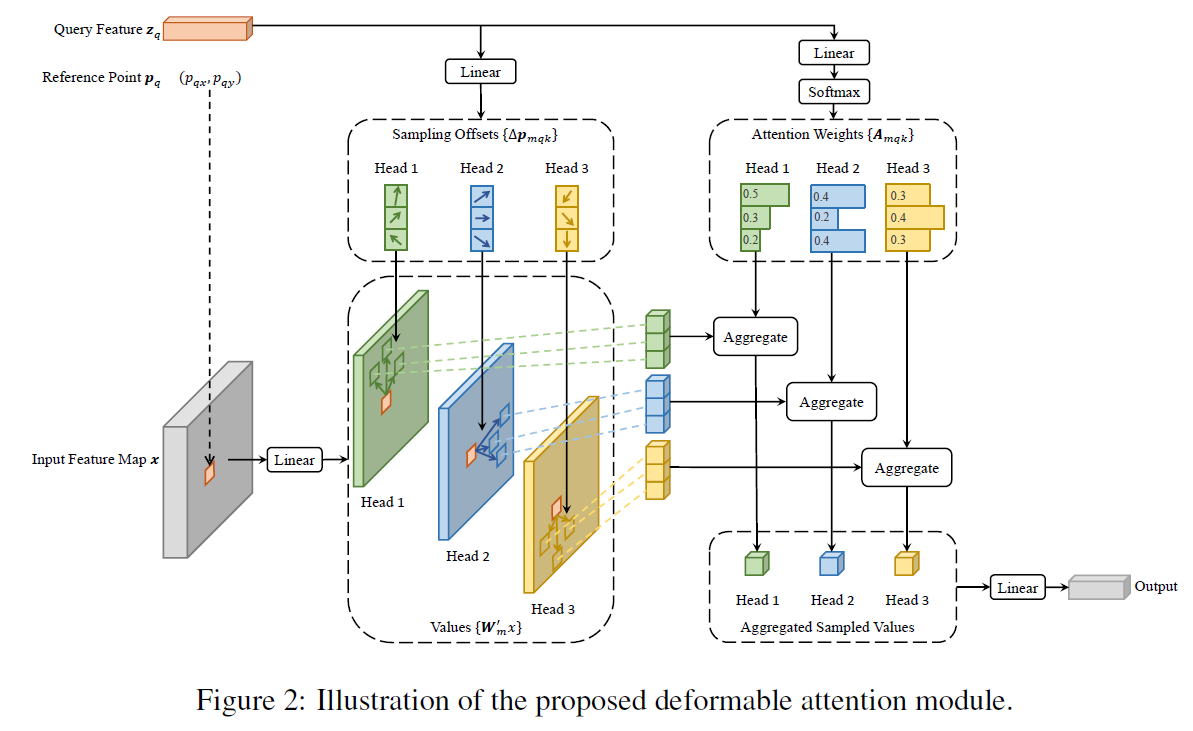 Query Feature z_q
Linear
Linear
Reference Point p_q (p_qx, p_qy)
Softmax
Sampling Offsets {Δp_mqk}
Attention Weights {A_mqk}
Head 1 Head 2 Head 3
Head 1 Head 2 Head 3
0.5 0.4 0.3
0.3 0.2 0.4
0.2 0.4 0.3
Aggregate
Aggregate
Aggregate
Input Feature Map x
Linear
Head 1
Head 2
Head 3
Values {W'_m x}
Head 1 Head 2 Head 3
Aggregated Sampled Values
Linear
Output
Figure 2: Illustration of the proposed deformable attention module.